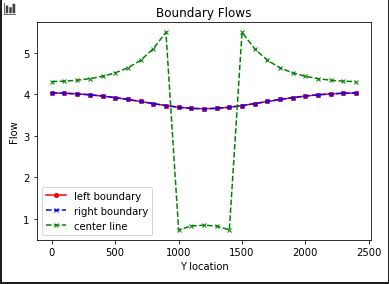 Boundary Flows
Flow
5
4
3
2
1
left boundary
right boundary
center line
0
500
1000
1500
2000
2500
Y location